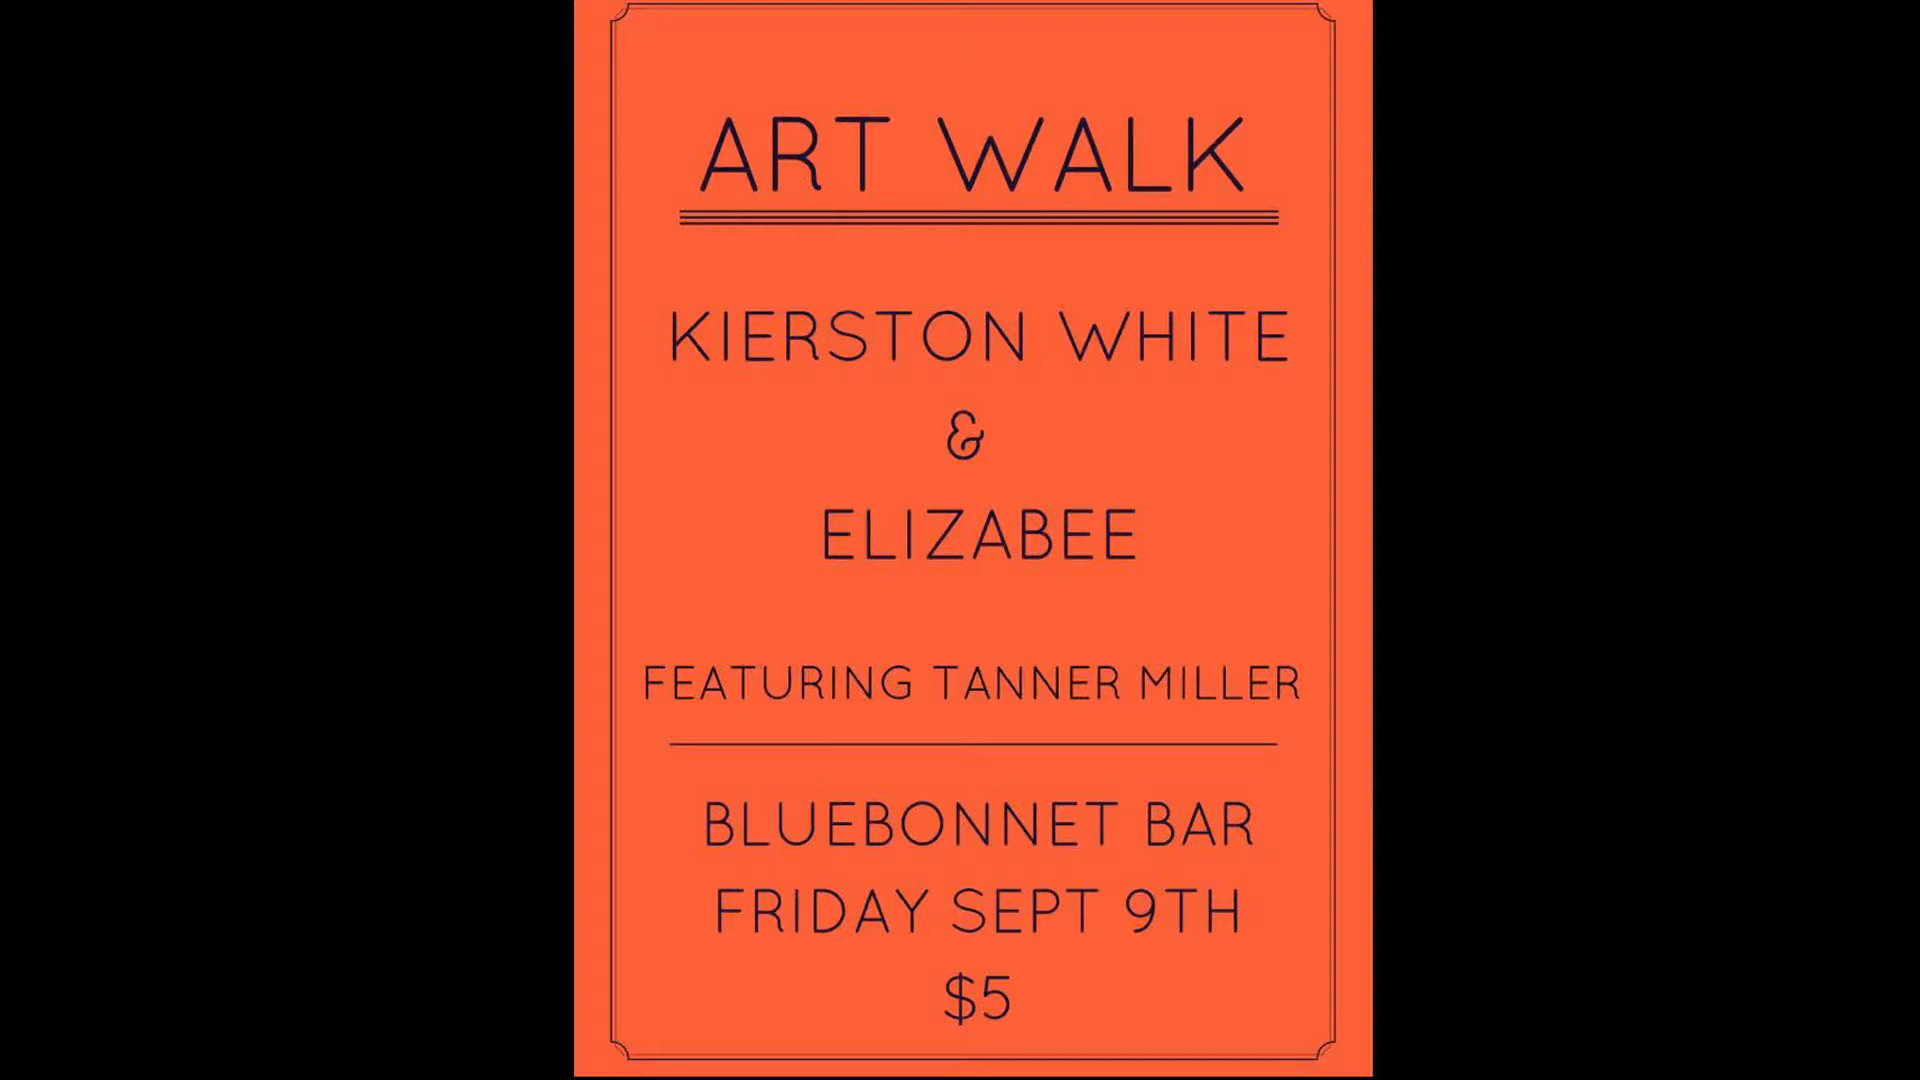 ART WALK
KIERSTON WHITE
&
ELIZABEE
FEATURING TANNER MILLER
BLUEBONNET BAR
FRIDAY SEPT 9TH
$5